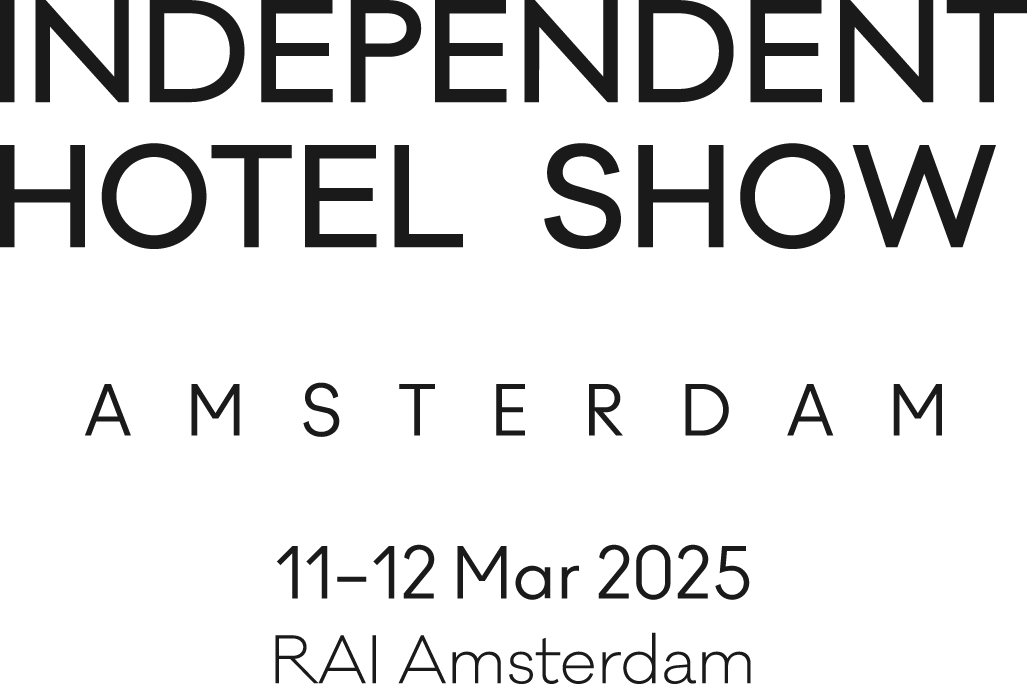 INDEPENDENT
HOTEL SHOW
AMSTERDAM
11–12 Mar 2025
RAI Amsterdam